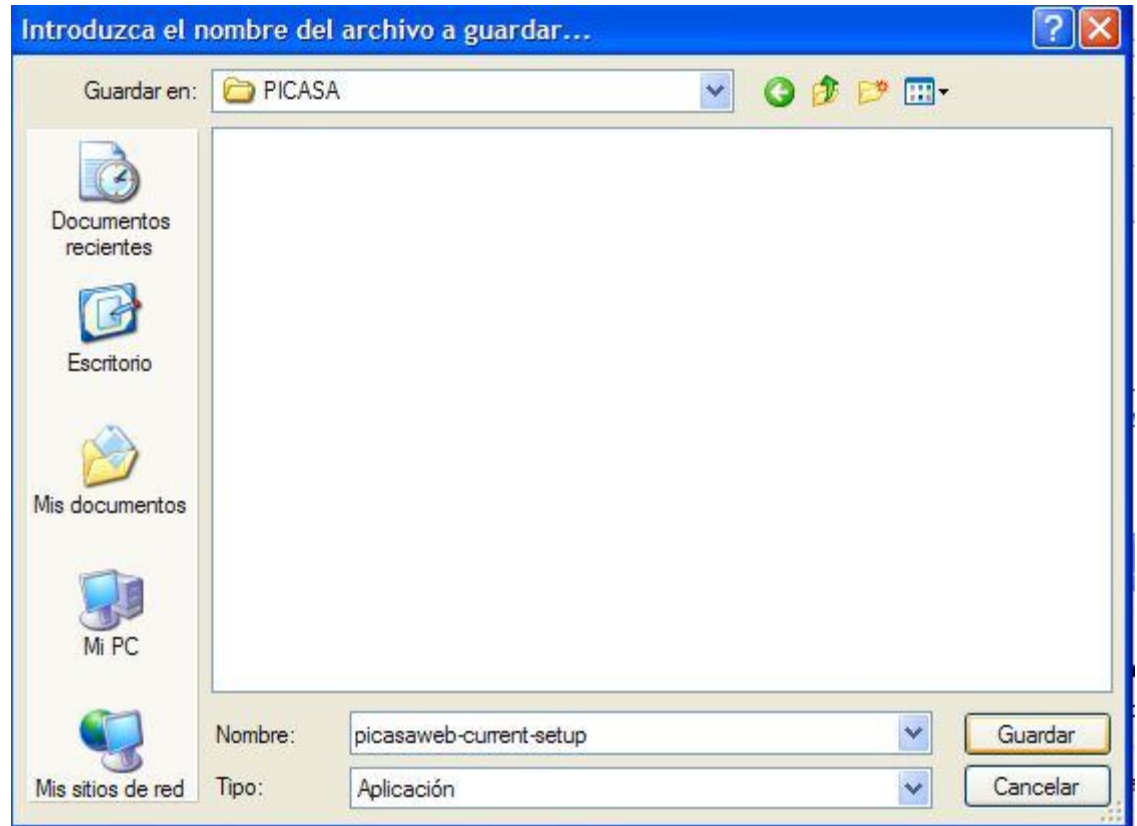 Introduzca el nombre del archivo a guardar...
Guardar en:
PICASA
Documentos
recientes
Escritorio
Mis documentos
Mi PC
Mis sitios de red
Nombre:
picasaweb-current-setup
Guardar
Tipo:
Aplicación
Cancelar